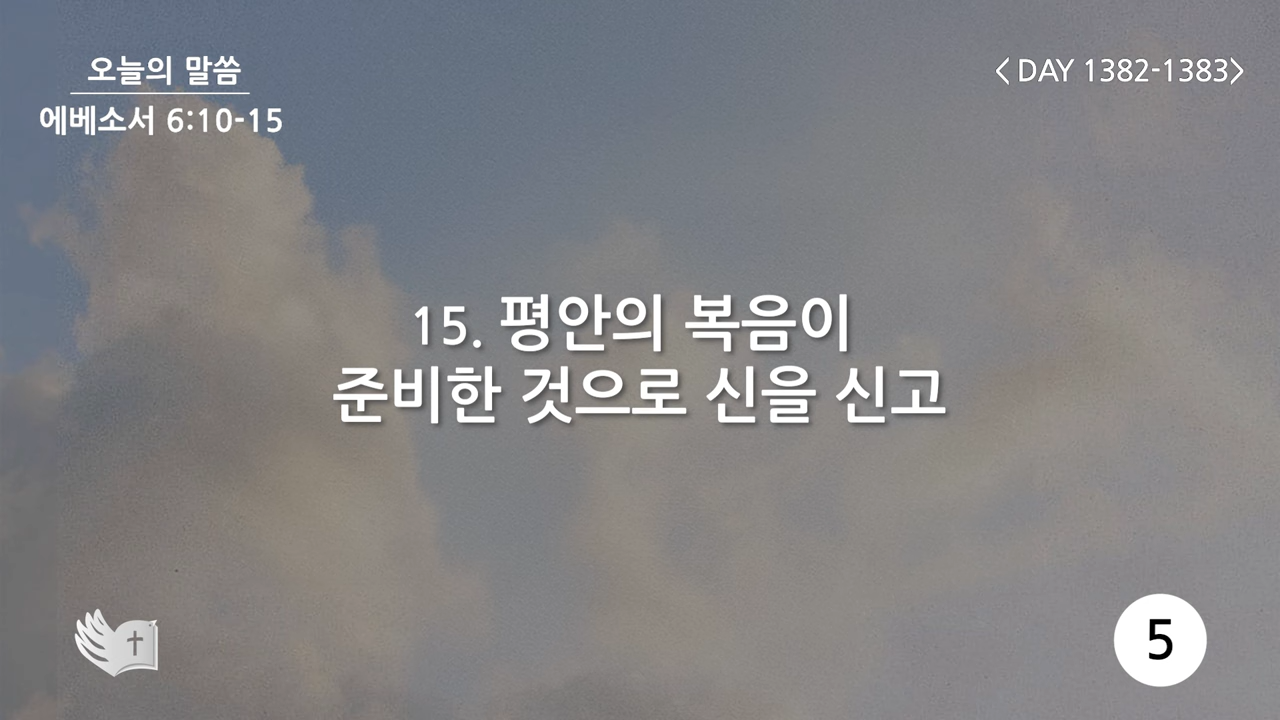 오늘의 말씀
에베소서 6:10-15
< DAY 1382-1383>
15. 평안의 복음이
준비한 것으로 신을 신고
5